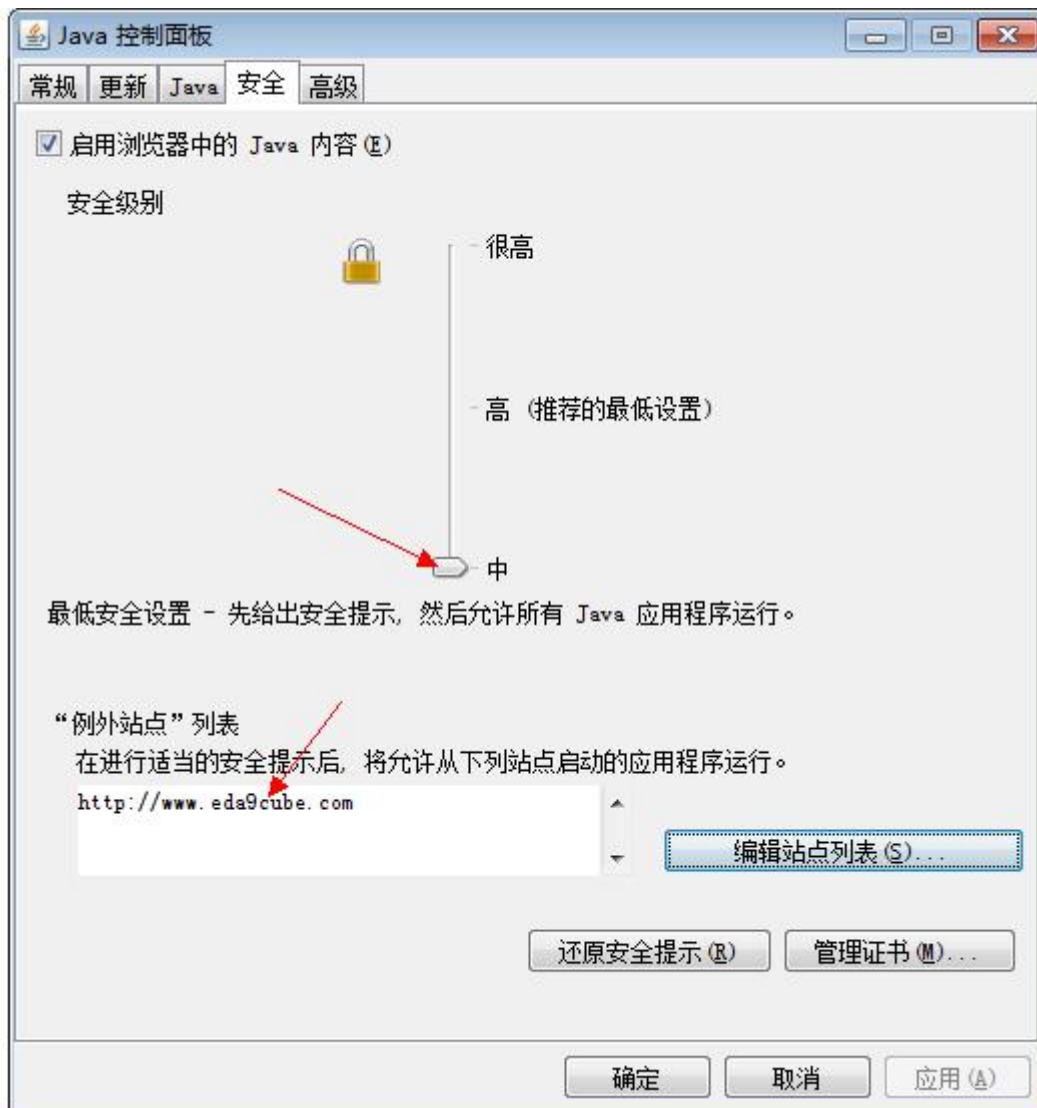 Java 控制面板
常规 更新 Java 安全 高级
启用浏览器中的 Java 内容(E)
安全级别
很高
高 (推荐的最低设置)
中
最低安全设置 - 先给出安全提示, 然后允许所有 Java 应用程序运行。
“例外站点”列表
在进行适当的安全提示后, 将允许从下列站点启动的应用程序运行。
http://www.eda9cube.com
编辑站点列表(S)...
还原安全提示(R) 管理证书(M)...
确定 取消 应用(A)